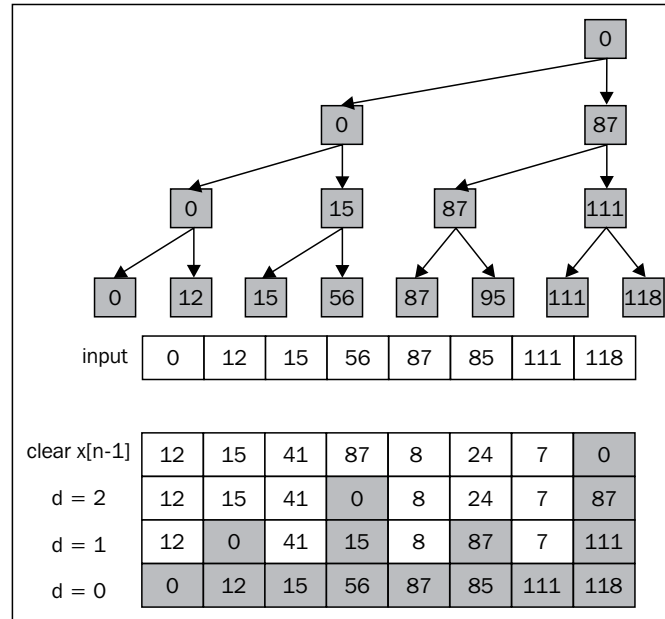 0
0 87
0 15 87 111
0 12 15 56 87 95 111 118
input 0 12 15 56 87 85 111 118
clear x[n-1] 12 15 41 87 8 24 7 0
d = 2 12 15 41 0 8 24 7 87
d = 1 12 0 41 15 8 87 7 111
d = 0 0 12 15 56 87 85 111 118